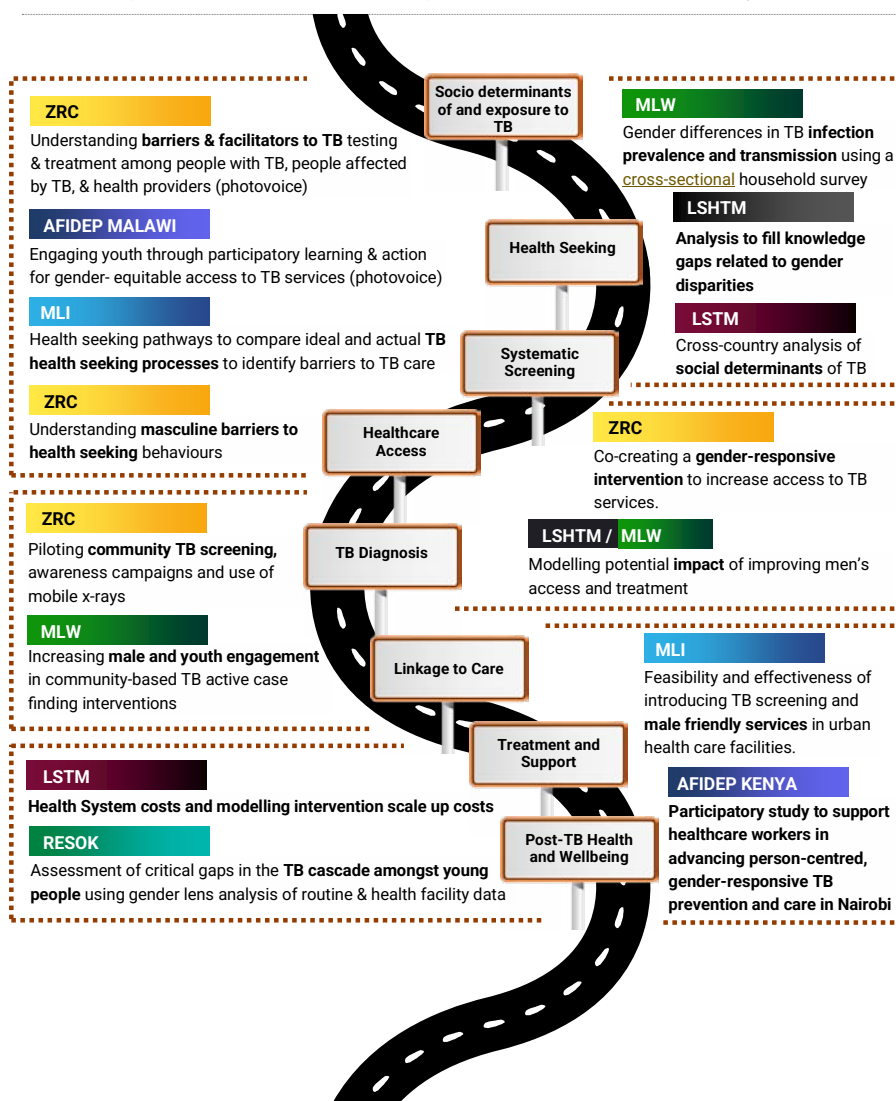 Socio determinants
of and exposure to
TB
Health Seeking
Systematic
Screening
Healthcare
Access
TB Diagnosis
Linkage to Care
Treatment and
Support
Post-TB Health
and Wellbeing
ZRC
Understanding barriers & facilitators to TB testing
& treatment among people with TB, people affected
by TB, & health providers (photovoice)
AFIDEP MALAWI
Engaging youth through participatory learning & action
for gender- equitable access to TB services (photovoice)
MLI
Health seeking pathways to compare ideal and actual TB
health seeking processes to identify barriers to TB care
ZRC
Understanding masculine barriers to
health seeking behaviours
ZRC
Piloting community TB screening,
awareness campaigns and use of
mobile x-rays
MLW
Increasing male and youth engagement
in community-based TB active case
finding interventions
LSTM
Health System costs and modelling intervention scale up costs
RESOK
Assessment of critical gaps in the TB cascade amongst young
people using gender lens analysis of routine & health facility data
MLW
Gender differences in TB infection
prevalence and transmission using a
cross-sectional household survey
LSHTM
Analysis to fill knowledge
gaps related to gender
disparities
LSTM
Cross-country analysis of
social determinants of TB
ZRC
Co-creating a gender-responsive
intervention to increase access to TB
services.
LSHTM / MLW
Modelling potential impact of improving men's
access and treatment
MLI
Feasibility and effectiveness of
introducing TB screening and
male friendly services in urban
health care facilities.
AFIDEP KENYA
Participatory study to support
healthcare workers in
advancing person-centred,
gender-responsive TB
prevention and care in Nairobi